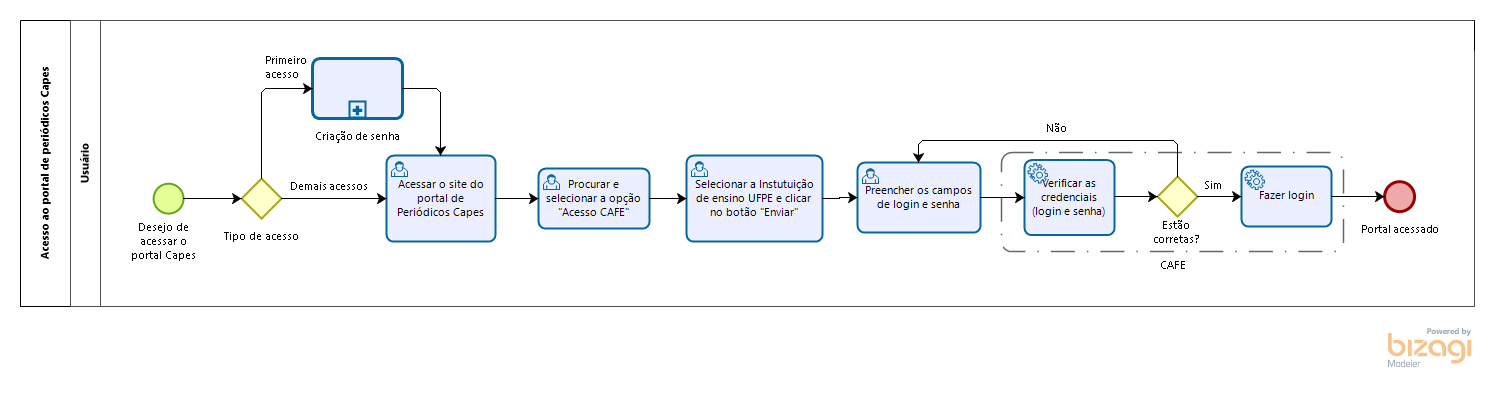 Acesso ao portal de periódicos Capes
Usuário
Desejo de
acessar o
portal Capes
Tipo de acesso
Primeiro
acesso
Criação de senha
Demais acessos
Acessar o site do
portal de
Periódicos Capes
Procurar e
selecionar a opção
"Acesso CAFE"
Selecionar a Instutuição
de ensino UFPE e clicar
no botão "Enviar"
Preencher os campos
de login e senha
Não
Verificar as
credenciais
(login e senha)
Estão
corretas?
Sim
Fazer login
CAFE
Portal acessado
Powered by
bizagi
Modeler